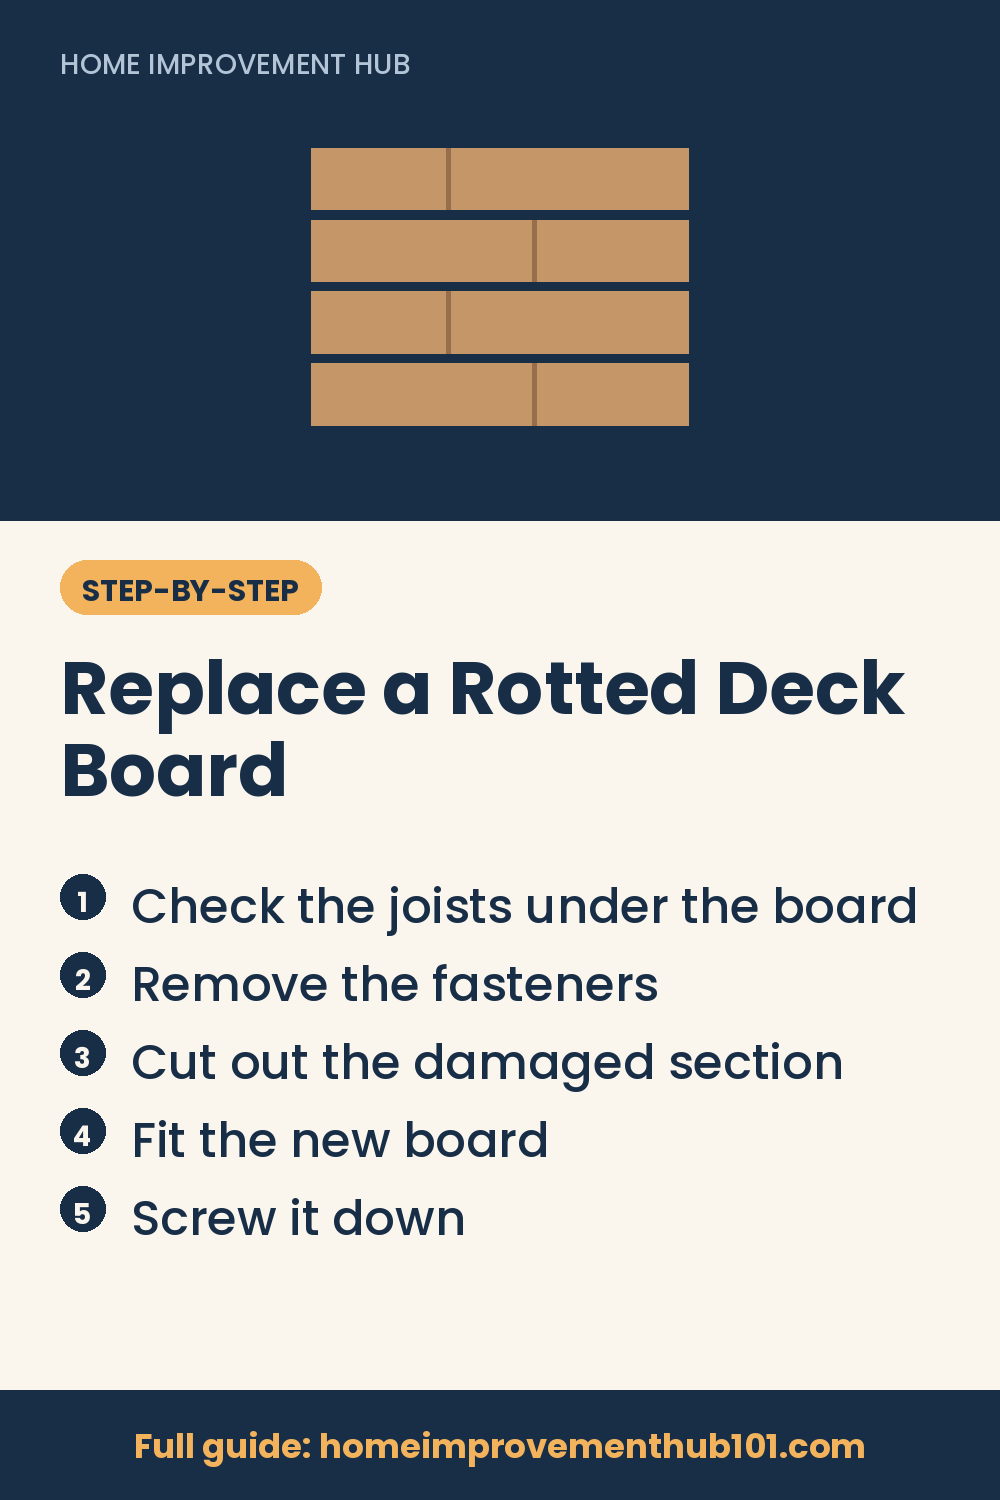 HOME IMPROVEMENT HUB
STEP-BY-STEP
Replace a Rotted Deck
Board
1 Check the joists under the board
2 Remove the fasteners
3 Cut out the damaged section
4 Fit the new board
5 Screw it down
Full guide: homeimprovementhub101.com